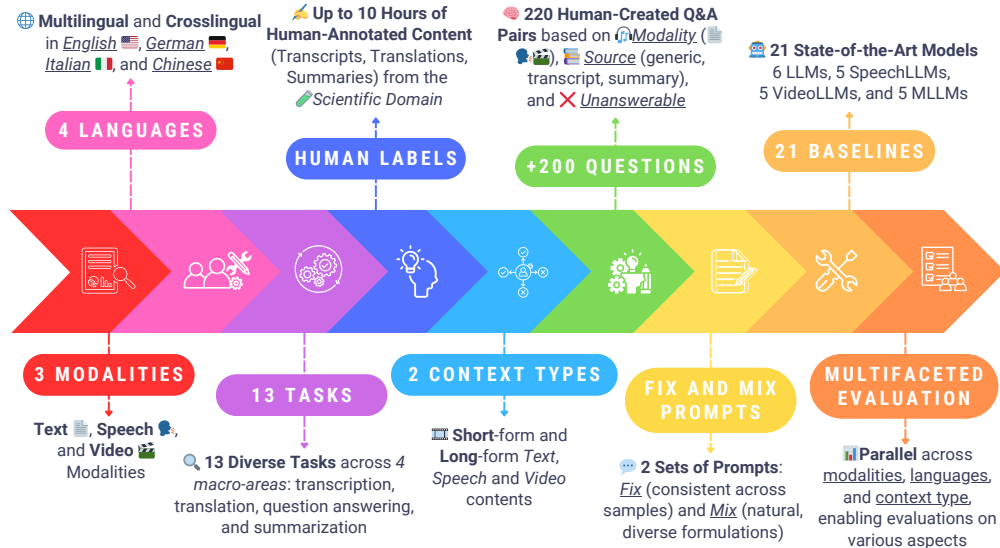 🌐 Multilingual and Crosslingual
in English 🇺🇸, German 🇩🇪,
Italian 🇮🇹, and Chinese 🇨🇳
4 LANGUAGES
✍️ Up to 10 Hours of
Human-Annotated Content
(Transcripts, Translations,
Summaries) from the
🧪Scientific Domain
HUMAN LABELS
🧠 220 Human-Created Q&A
Pairs based on 🎧Modality (📄
🗣️🎬), 📚 Source (generic,
transcript, summary),
and ❌ Unanswerable
+200 QUESTIONS
🤖 21 State-of-the-Art Models
6 LLMs, 5 SpeechLLMs,
5 VideoLLMs, and 5 MLLMs
21 BASELINES
3 MODALITIES
Text 📄, Speech 🗣️,
and Video 🎬
Modalities
13 TASKS
🔍 13 Diverse Tasks across 4
macro-areas: transcription,
translation, question answering,
and summarization
2 CONTEXT TYPES
🎞️ Short-form and
Long-form Text,
Speech and Video
contents
FIX AND MIX
PROMPTS
💬 2 Sets of Prompts:
Fix (consistent across
samples) and Mix (natural,
diverse formulations)
MULTIFACETED
EVALUATION
📊Parallel across
modalities, languages,
and context type,
enabling evaluations on
various aspects